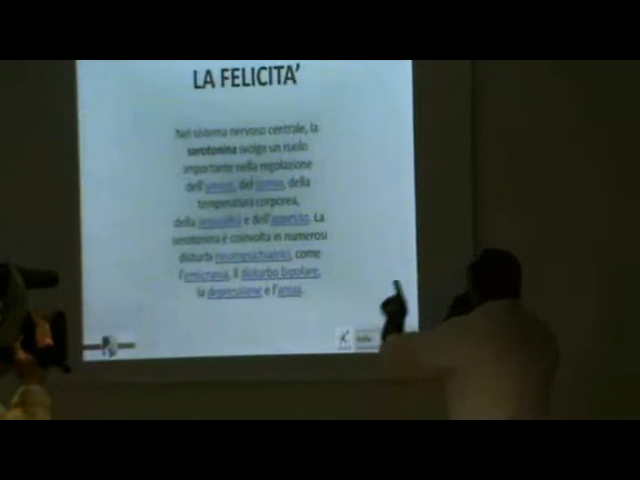 LA FELICITA'
Nel sistema nervoso centrale, la
serotonina svolge un ruolo
importante nella regolazione
dell'umore, del sonno, della
temperatura corporea,
della sessualità e dell'appetito. La
serotonina è coinvolta in numerosi
disturbi neuropsichiatrici, come
l'emicrania, il disturbo bipolare,
la depressione e l'ansia.